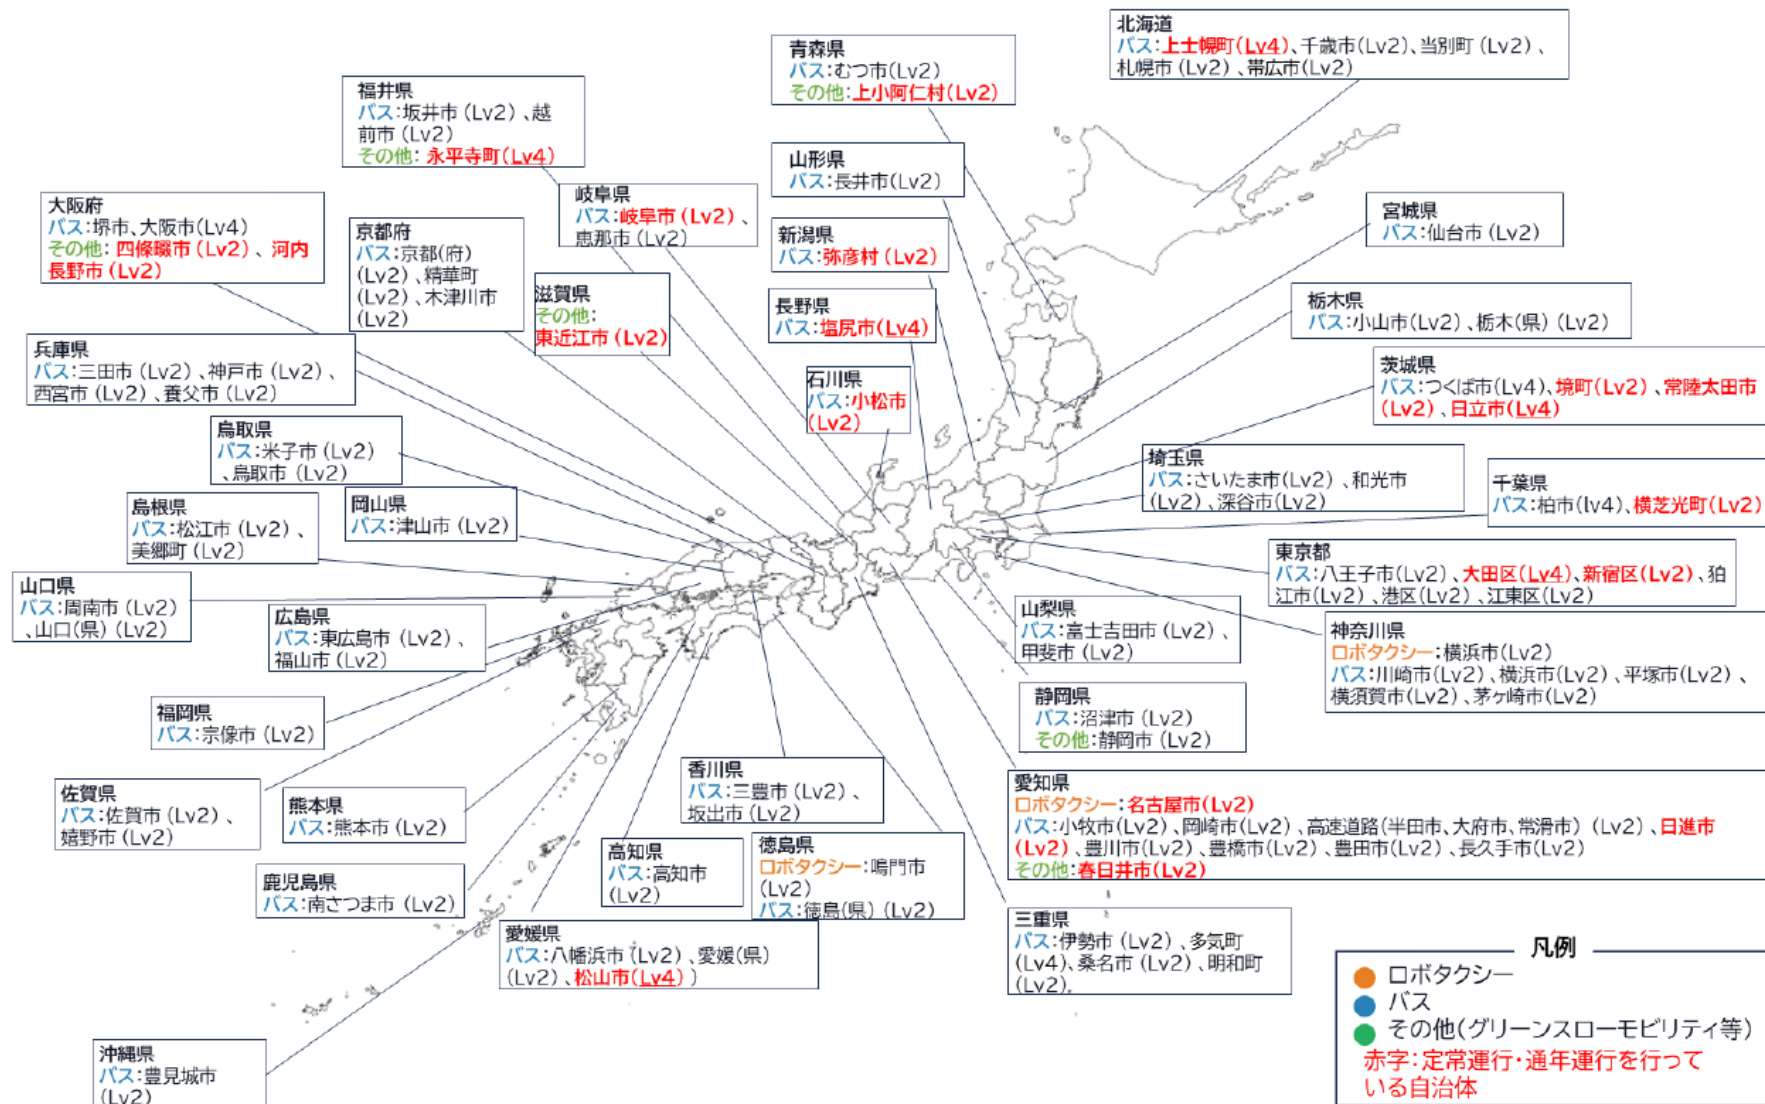 北海道
バス:上士幌町(Lv4)、千歳市(Lv2)、当別町 (Lv2) 、
札幌市 (Lv2) 、帯広市(Lv2)
青森県
バス:むつ市(Lv2)
その他:上小阿仁村(Lv2)
福井県
バス:坂井市 (Lv2) 、越
前市 (Lv2)
その他: 永平寺町(Lv4)
山形県
バス:長井市(Lv2)
岐阜県
バス:岐阜市 (Lv2) 、
恵那市 (Lv2)
大阪府
バス:堺市、大阪市(Lv4)
その他: 四條畷市 (Lv2) 、河内
長野市 (Lv2)
京都府
バス:京都(府)
(Lv2) 、精華町
(Lv2) 、木津川市
(Lv2)
宮城県
バス:仙台市 (Lv2)
新潟県
バス:弥彦村 (Lv2)
滋賀県
その他:
東近江市 (Lv2)
長野県
バス:塩尻市(Lv4)
栃木県
バス:小山市(Lv2) 、栃木(県) (Lv2)
兵庫県
バス:三田市 (Lv2) 、神戸市 (Lv2) 、
西宮市 (Lv2) 、養父市 (Lv2)
石川県
バス:小松市
(Lv2)
茨城県
バス:つくば市(Lv4)、境町(Lv2) 、常陸太田市
(Lv2) 、日立市(Lv4)
鳥取県
バス:米子市 (Lv2)
、鳥取市 (Lv2)
埼玉県
バス:さいたま市(Lv2) 、和光市
(Lv2) 、深谷市(Lv2)
千葉県
バス:柏市(lv4)、横芝光町(Lv2)
島根県
バス:松江市 (Lv2) 、
美郷町 (Lv2)
岡山県
バス:津山市 (Lv2)
東京都
バス:八王子市(Lv2) 、大田区(Lv4)、新宿区(Lv2) 、狛
江市(Lv2) 、港区(Lv2) 、江東区(Lv2)
山口県
バス:周南市 (Lv2)
、山口(県) (Lv2)
広島県
バス:東広島市 (Lv2) 、
福山市 (Lv2)
山梨県
バス:富士吉田市 (Lv2) 、
甲斐市 (Lv2)
神奈川県
ロボタクシー:横浜市(Lv2)
バス:川崎市(Lv2) 、横浜市(Lv2) 、平塚市(Lv2) 、
横須賀市(Lv2) 、茅ヶ崎市(Lv2)
福岡県
バス:宗像市 (Lv2)
静岡県
バス:沼津市 (Lv2)
その他:静岡市 (Lv2)
佐賀県
バス:佐賀市 (Lv2) 、
嬉野市 (Lv2)
熊本県
バス:熊本市 (Lv2)
香川県
バス:三豊市 (Lv2) 、
坂出市 (Lv2)
愛知県
ロボタクシー:名古屋市(Lv2)
バス:小牧市(Lv2) 、岡崎市(Lv2) 、高速道路(半田市、大府市、常滑市) (Lv2) 、日進市
(Lv2) 、豊川市(Lv2) 、豊橋市(Lv2) 、豊田市(Lv2) 、長久手市(Lv2)
その他:春日井市(Lv2)
鹿児島県
バス:南さつま市 (Lv2)
高知県
バス:高知市
(Lv2)
徳島県
ロボタクシー:鳴門市
(Lv2)
バス:徳島(県) (Lv2)
愛媛県
バス:八幡浜市 (Lv2) 、愛媛(県)
(Lv2) 、松山市(Lv4) )
三重県
バス:伊勢市 (Lv2) 、多気町
(Lv4)、桑名市 (Lv2) 、明和町
(Lv2)、
沖縄県
バス:豊見城市
(Lv2)
凡例
ロボタクシー
バス
その他(グリーンスローモビリティ等)
赤字:定常運行・通年運行を行って
いる自治体